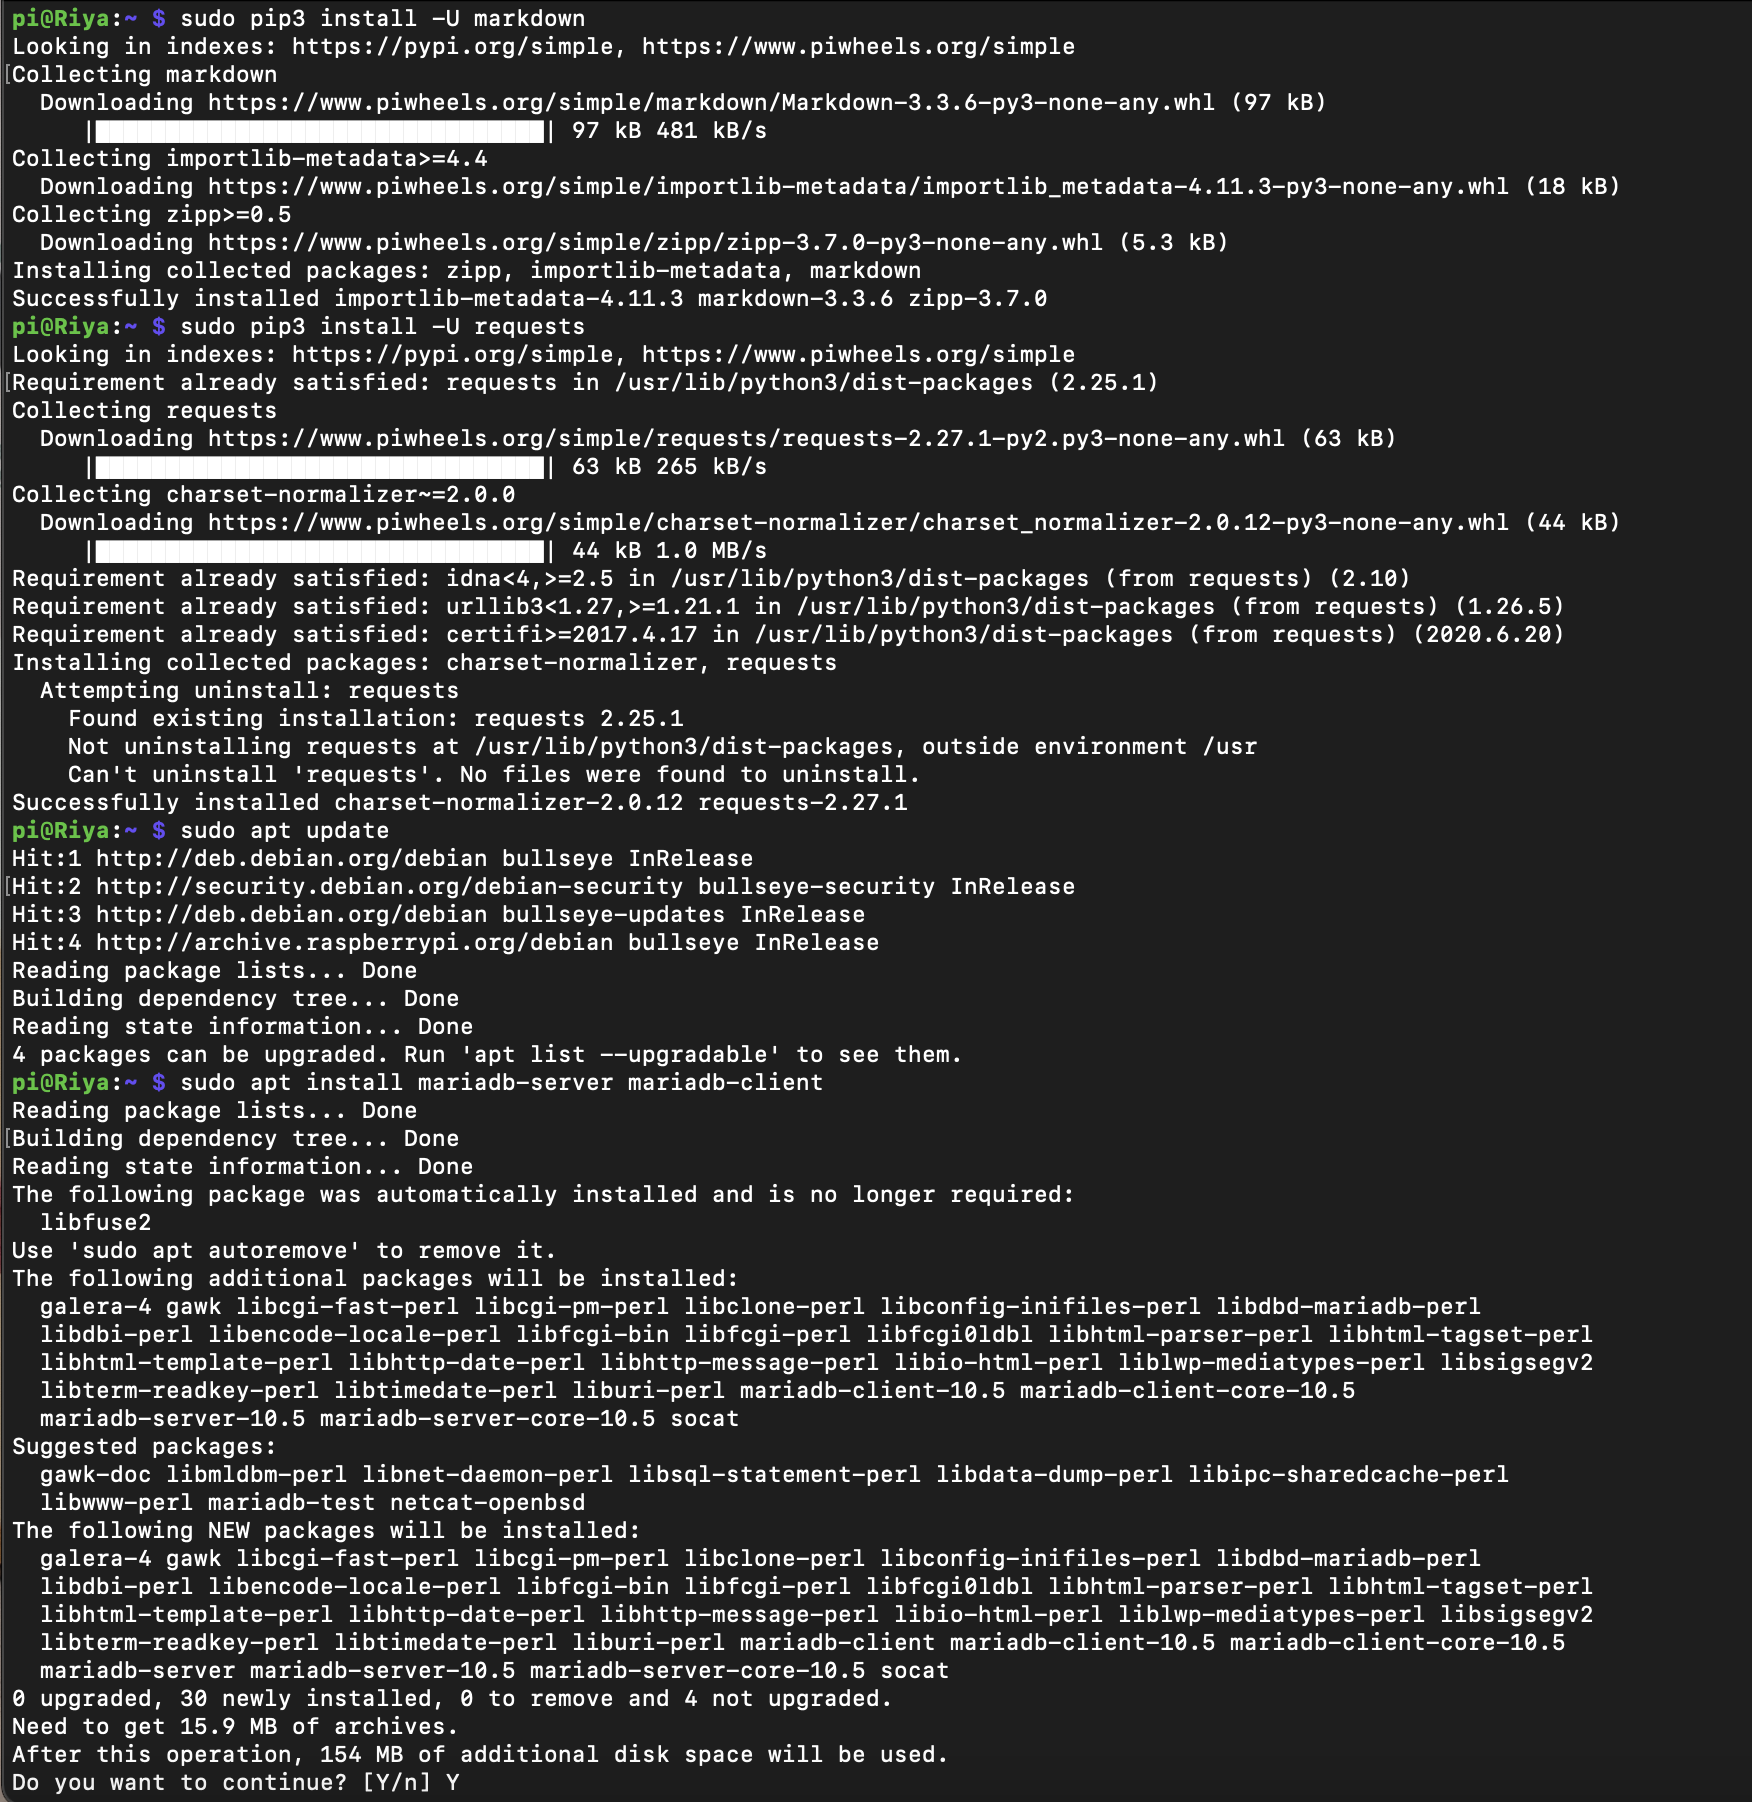 pi@Riya:~ $ sudo pip3 install -U markdown
Looking in indexes: https://pypi.org/simple, https://www.piwheels.org/simple
[Collecting markdown
  Downloading https://www.piwheels.org/simple/markdown/Markdown-3.3.6-py3-none-any.whl (97 kB)
     |████████████████████████████████| 97 kB 481 kB/s
Collecting importlib-metadata>=4.4
  Downloading https://www.piwheels.org/simple/importlib-metadata/importlib_metadata-4.11.3-py3-none-any.whl (18 kB)
Collecting zipp>=0.5
  Downloading https://www.piwheels.org/simple/zipp/zipp-3.7.0-py3-none-any.whl (5.3 kB)
Installing collected packages: zipp, importlib-metadata, markdown
Successfully installed importlib-metadata-4.11.3 markdown-3.3.6 zipp-3.7.0
pi@Riya:~ $ sudo pip3 install -U requests
Looking in indexes: https://pypi.org/simple, https://www.piwheels.org/simple
[Requirement already satisfied: requests in /usr/lib/python3/dist-packages (2.25.1)
Collecting requests
  Downloading https://www.piwheels.org/simple/requests/requests-2.27.1-py2.py3-none-any.whl (63 kB)
     |████████████████████████████████| 63 kB 265 kB/s
Collecting charset-normalizer~=2.0.0
  Downloading https://www.piwheels.org/simple/charset-normalizer/charset_normalizer-2.0.12-py3-none-any.whl (44 kB)
     |████████████████████████████████| 44 kB 1.0 MB/s
Requirement already satisfied: idna<4,>=2.5 in /usr/lib/python3/dist-packages (from requests) (2.10)
Requirement already satisfied: urllib3<1.27,>=1.21.1 in /usr/lib/python3/dist-packages (from requests) (1.26.5)
Requirement already satisfied: certifi>=2017.4.17 in /usr/lib/python3/dist-packages (from requests) (2020.6.20)
Installing collected packages: charset-normalizer, requests
  Attempting uninstall: requests
    Found existing installation: requests 2.25.1
    Not uninstalling requests at /usr/lib/python3/dist-packages, outside environment /usr
    Can't uninstall 'requests'. No files were found to uninstall.
Successfully installed charset-normalizer-2.0.12 requests-2.27.1
pi@Riya:~ $ sudo apt update
Hit:1 http://deb.debian.org/debian bullseye InRelease
[Hit:2 http://security.debian.org/debian-security bullseye-security InRelease
Hit:3 http://deb.debian.org/debian bullseye-updates InRelease
Hit:4 http://archive.raspberrypi.org/debian bullseye InRelease
Reading package lists... Done
Building dependency tree... Done
Reading state information... Done
4 packages can be upgraded. Run 'apt list --upgradable' to see them.
pi@Riya:~ $ sudo apt install mariadb-server mariadb-client
Reading package lists... Done
[Building dependency tree... Done
Reading state information... Done
The following package was automatically installed and is no longer required:
  libfuse2
Use 'sudo apt autoremove' to remove it.
The following additional packages will be installed:
  galera-4 gawk libcgi-fast-perl libcgi-pm-perl libclone-perl libconfig-inifiles-perl libdbd-mariadb-perl
  libdbi-perl libencode-locale-perl libfcgi-bin libfcgi-perl libfcgi0ldbl libhtml-parser-perl libhtml-tagset-perl
  libhtml-template-perl libhttp-date-perl libhttp-message-perl libio-html-perl liblwp-mediatypes-perl libsigsegv2
  libterm-readkey-perl libtimedate-perl liburi-perl mariadb-client-10.5 mariadb-client-core-10.5
  mariadb-server-10.5 mariadb-server-core-10.5 socat
Suggested packages:
  gawk-doc libmldbm-perl libnet-daemon-perl libsql-statement-perl libdata-dump-perl libipc-sharedcache-perl
  libwww-perl mariadb-test netcat-openbsd
The following NEW packages will be installed:
  galera-4 gawk libcgi-fast-perl libcgi-pm-perl libclone-perl libconfig-inifiles-perl libdbd-mariadb-perl
  libdbi-perl libencode-locale-perl libfcgi-bin libfcgi-perl libfcgi0ldbl libhtml-parser-perl libhtml-tagset-perl
  libhtml-template-perl libhttp-date-perl libhttp-message-perl libio-html-perl liblwp-mediatypes-perl libsigsegv2
  libterm-readkey-perl libtimedate-perl liburi-perl mariadb-client mariadb-client-10.5 mariadb-client-core-10.5
  mariadb-server mariadb-server-10.5 mariadb-server-core-10.5 socat
0 upgraded, 30 newly installed, 0 to remove and 4 not upgraded.
Need to get 15.9 MB of archives.
After this operation, 154 MB of additional disk space will be used.
Do you want to continue? [Y/n] Y